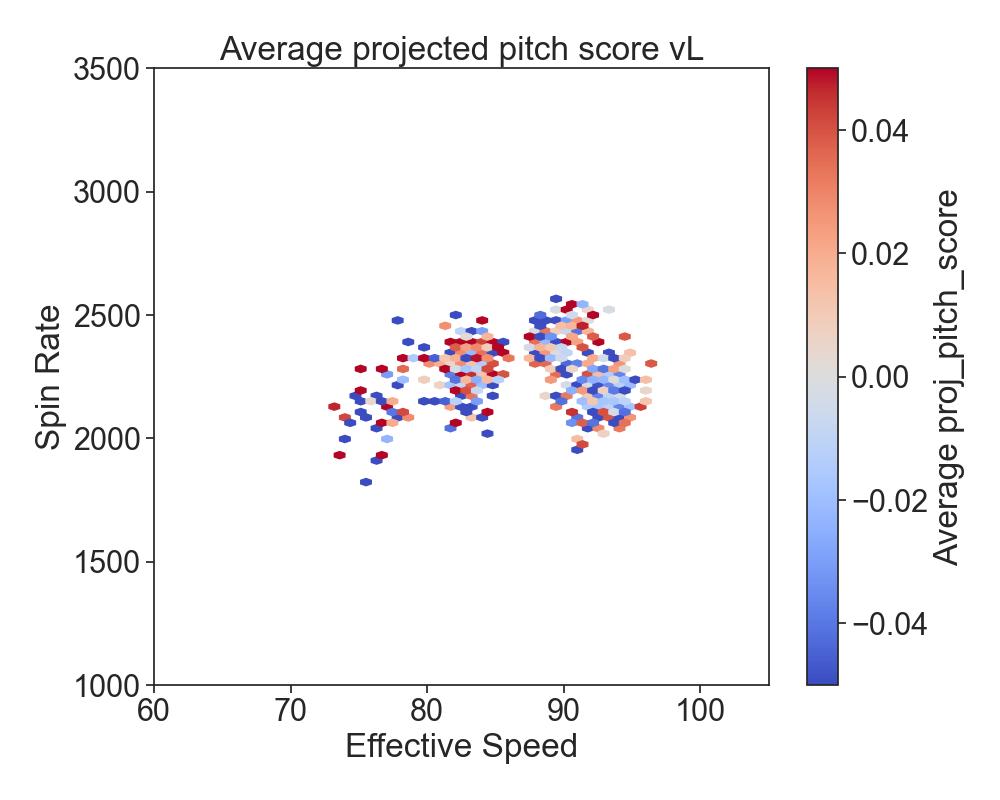 Average projected pitch score vL
3500
3000
2500
2000
1500
1000
Spin Rate
60 70 80 90 100
Effective Speed
0.04
0.02
0.00
−0.02
−0.04
Average proj_pitch_score